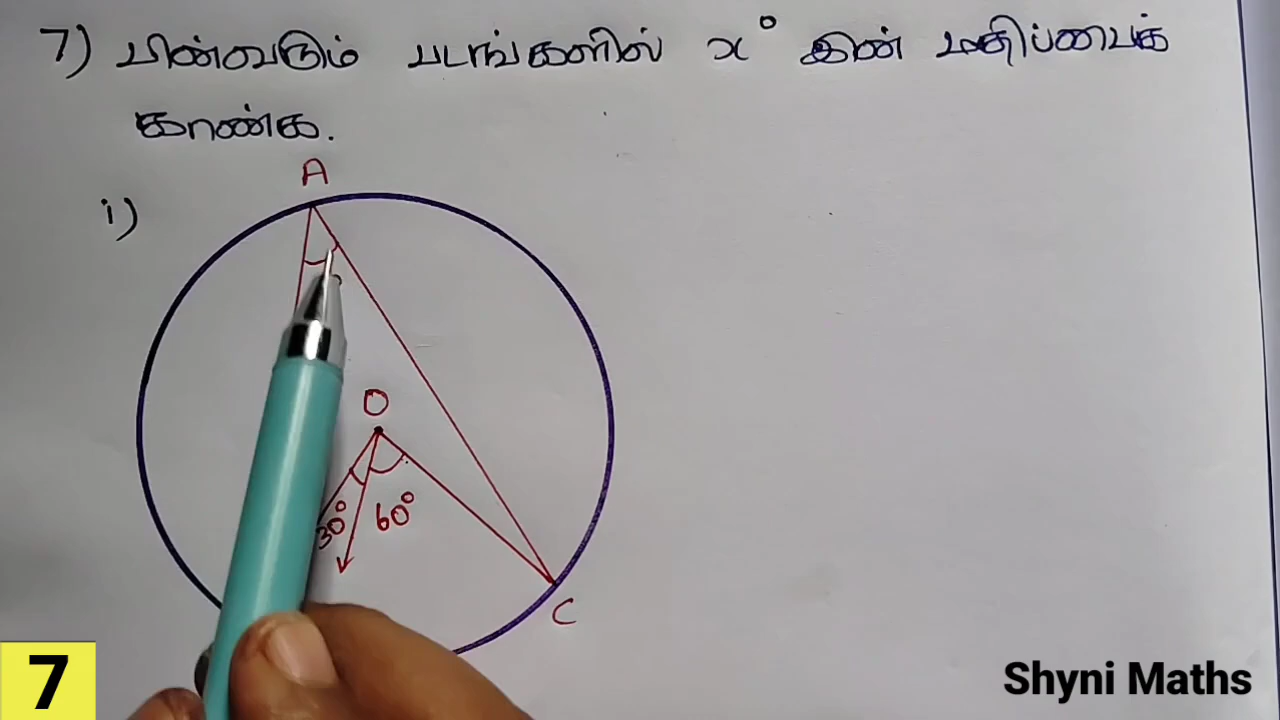 7) பின்வரும் படங்களில் x° இன் மதிப்பைக்
காண்க.
A
i)
O
30° 60°
C
7
Shyni Maths